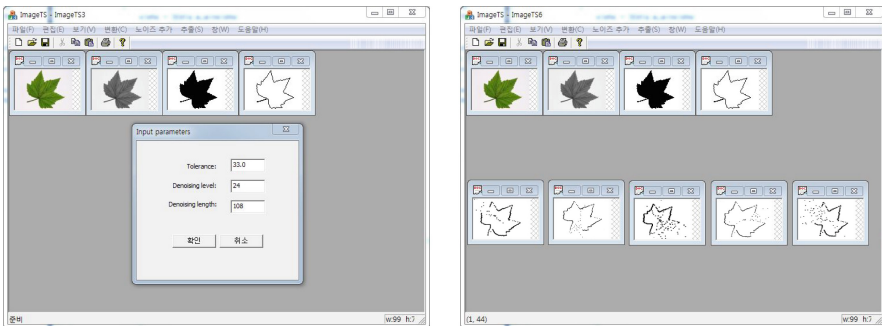 ImageTS - ImageTS3
파일(F) 편집(E) 보기(V) 변환(C) 노이즈 추가 추출(S) 창(W) 도움말(H)
Input parameters
Tolerance: 33.0
Denoising level: 24
Denoising length: 108
확인 취소
준비
w:99 h:7
ImageTS - ImageTS6
파일(F) 편집(E) 보기(V) 변환(C) 노이즈 추가 추출(S) 창(W) 도움말(H)
(1, 44)
w:99 h:7